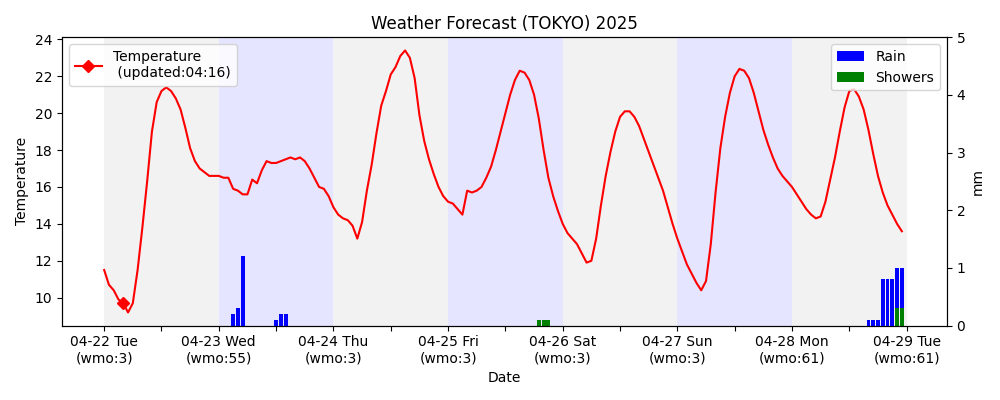 Weather Forecast (TOKYO) 2025
Temperature
(updated:04:16)
Rain
Showers
24
22
20
18
16
14
12
10
Temperature
5
4
3
2
1
0
mm
04-22 Tue
(wmo:3)
04-23 Wed
(wmo:55)
04-24 Thu
(wmo:3)
04-25 Fri
(wmo:3)
04-26 Sat
(wmo:3)
04-27 Sun
(wmo:3)
04-28 Mon
(wmo:61)
04-29 Tue
(wmo:61)
Date